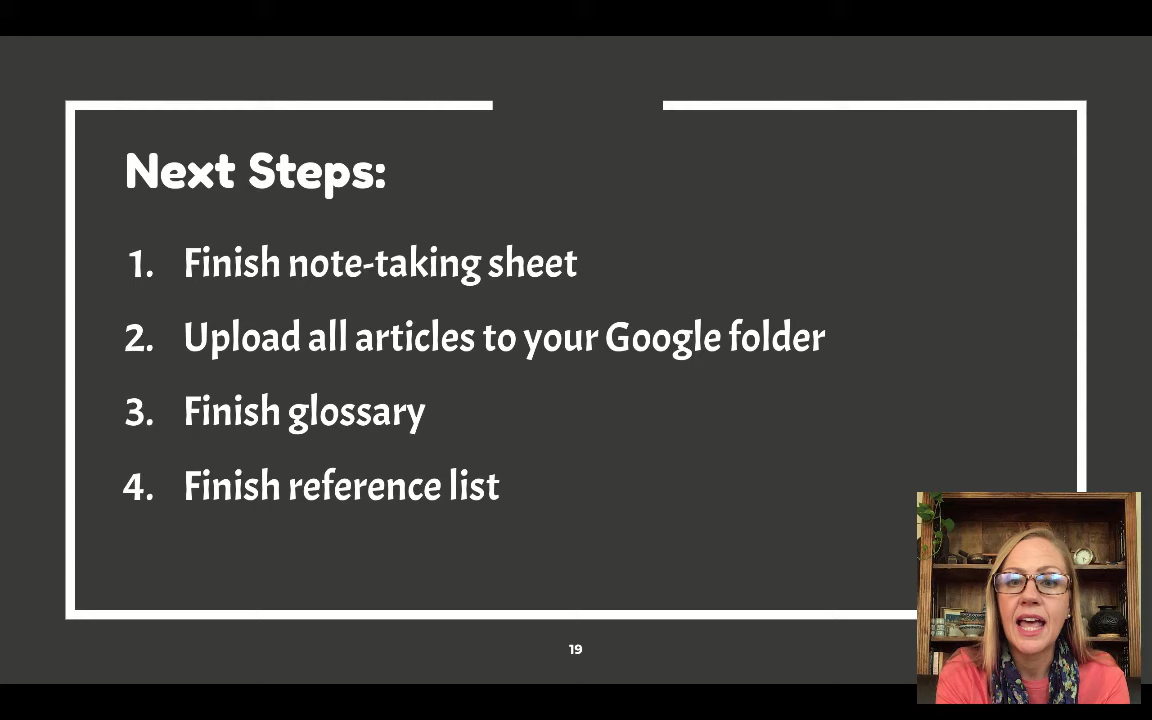 Next Steps:
1. Finish note-taking sheet
2. Upload all articles to your Google folder
3. Finish glossary
4. Finish reference list
19